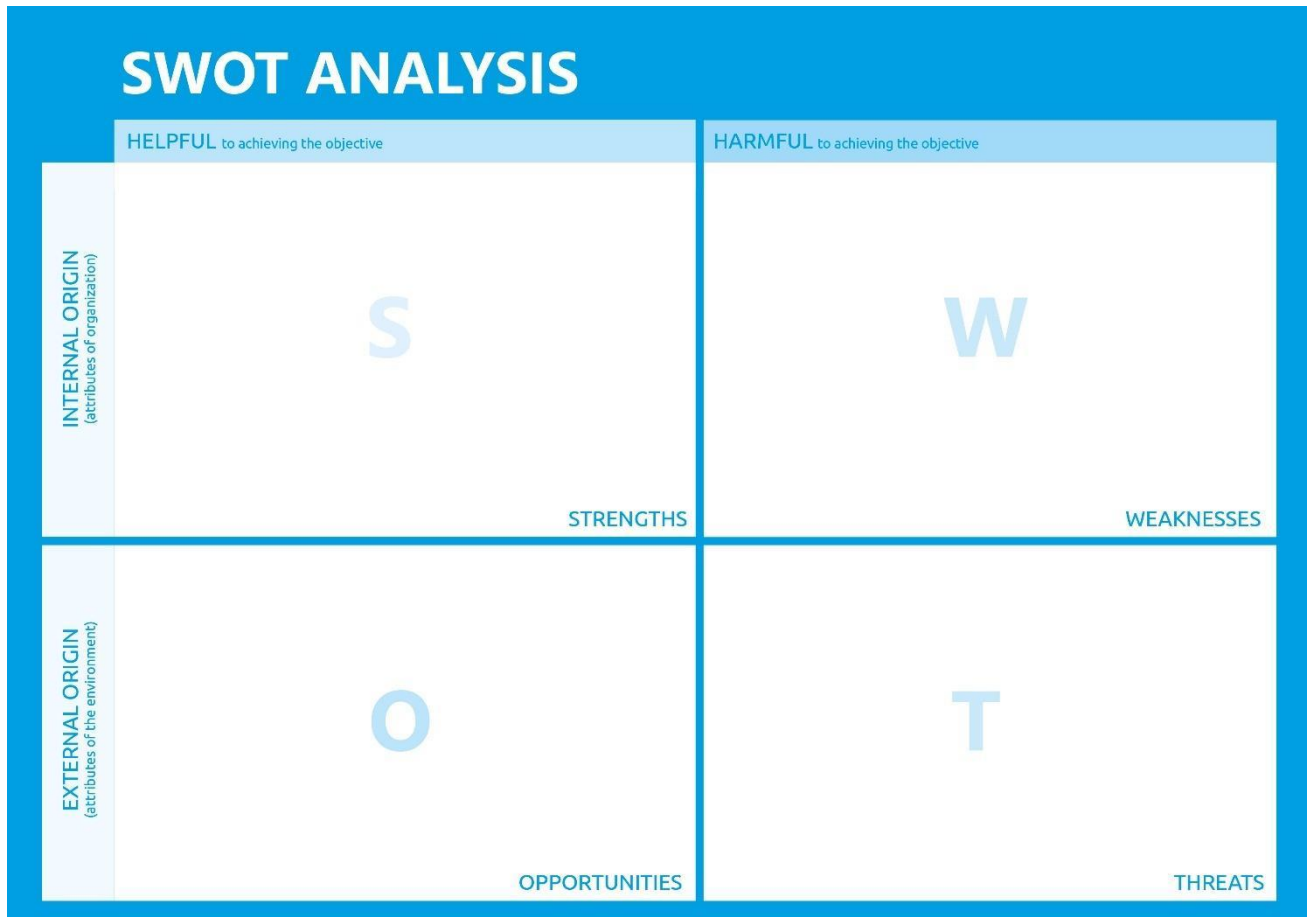 SWOT ANALYSIS
HELPFUL to achieving the objective
HARMFUL to achieving the objective
INTERNAL ORIGIN
(attributes of organization)
S
STRENGTHS
W
WEAKNESSES
EXTERNAL ORIGIN
(attributes of the environment)
O
OPPORTUNITIES
T
THREATS